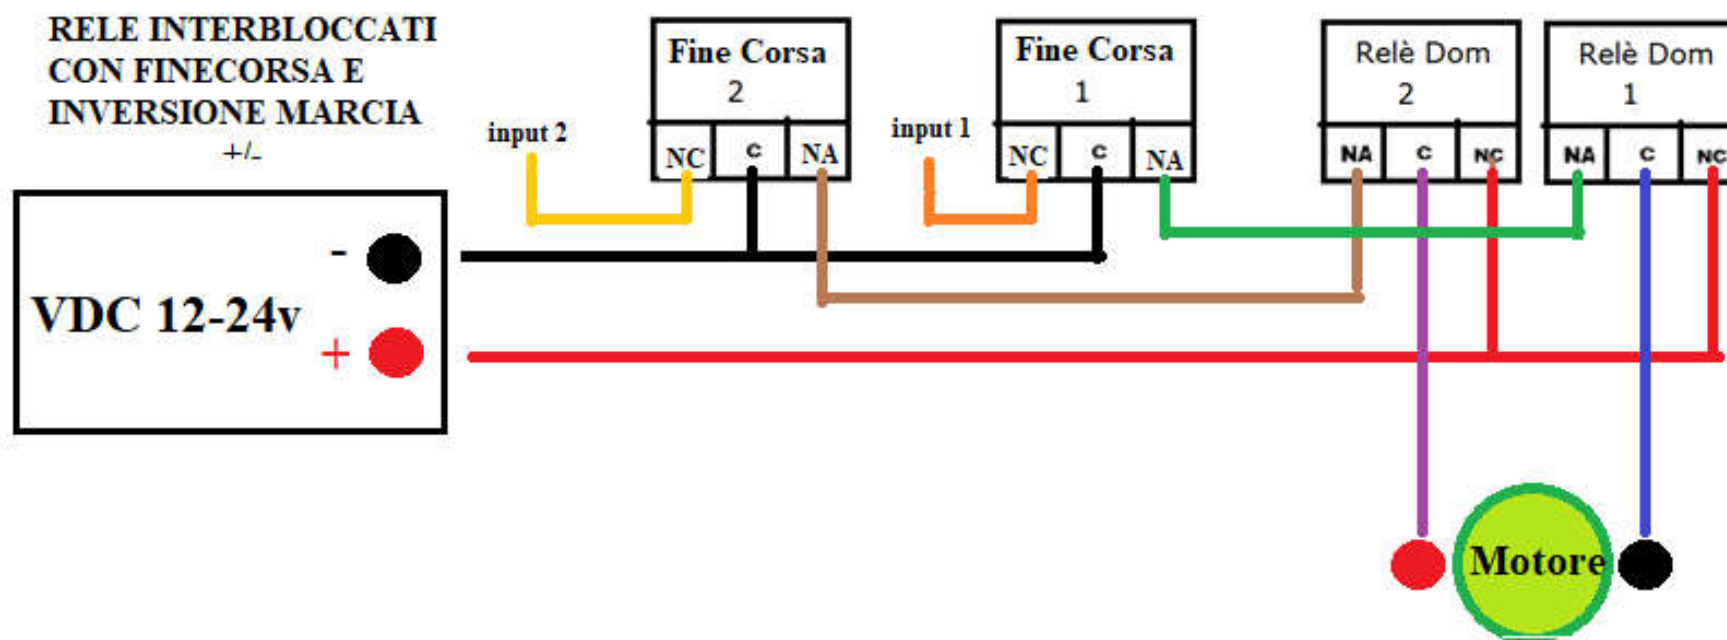 RELE INTERBLOCCATI
CON FINECORSA E
INVERSIONE MARCIA
+/-
input 2
Fine Corsa
2
NC C NA
input 1
Fine Corsa
1
NC C NA
Relè Dom
2
NA C NC
Relè Dom
1
NA C NC
-
VDC 12-24v
+
Motore